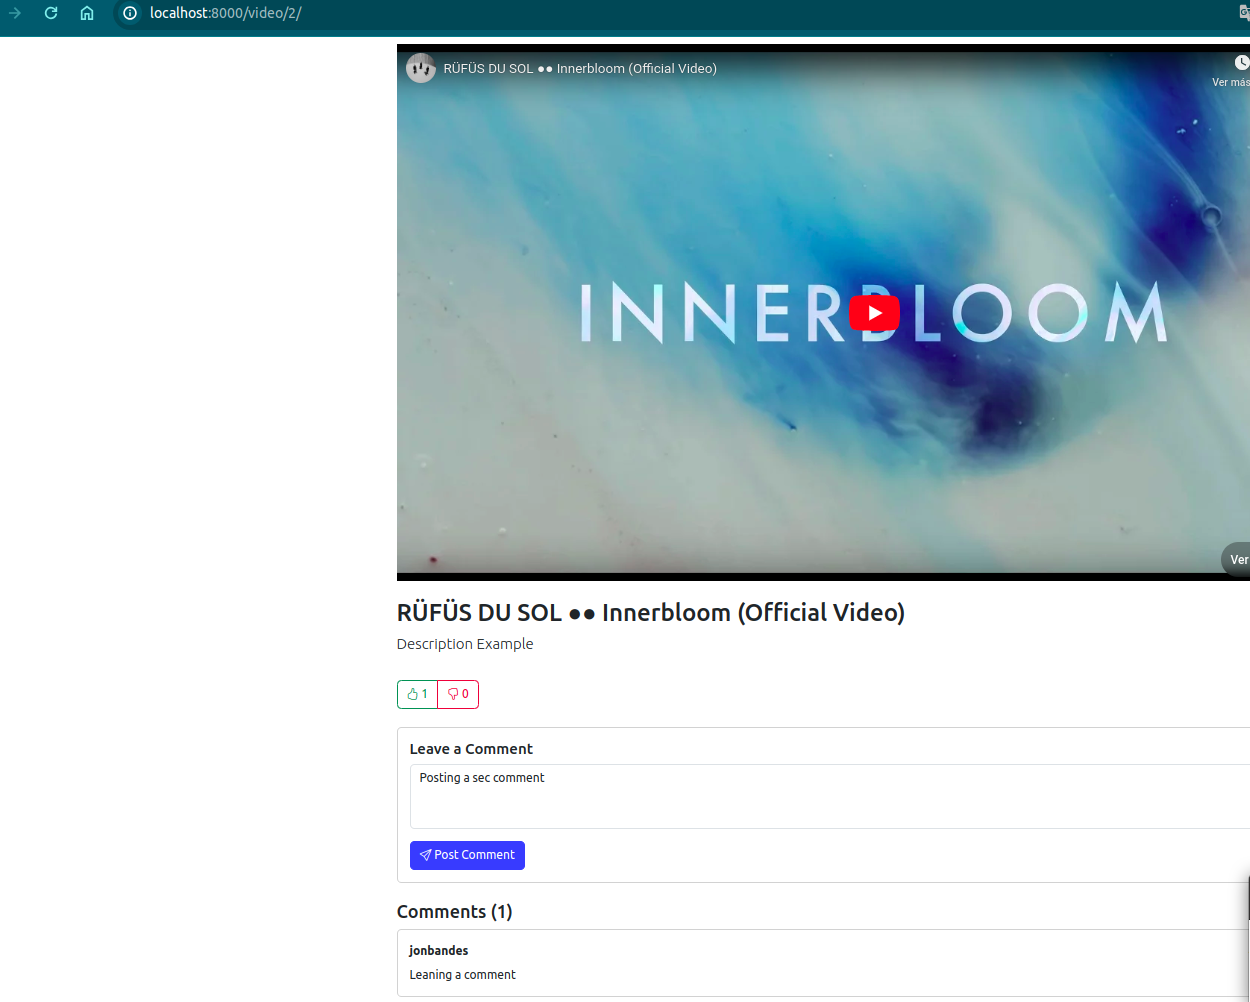 localhost:8000/video/2/
RÜFÜS DU SOL ●● Innerbloom (Official Video)
Ver más
INNERBLOOM
Ver
RÜFÜS DU SOL ●● Innerbloom (Official Video)
Description Example
1 0
Leave a Comment
Posting a sec comment
Post Comment
Comments (1)
jonbandes
Leaning a comment